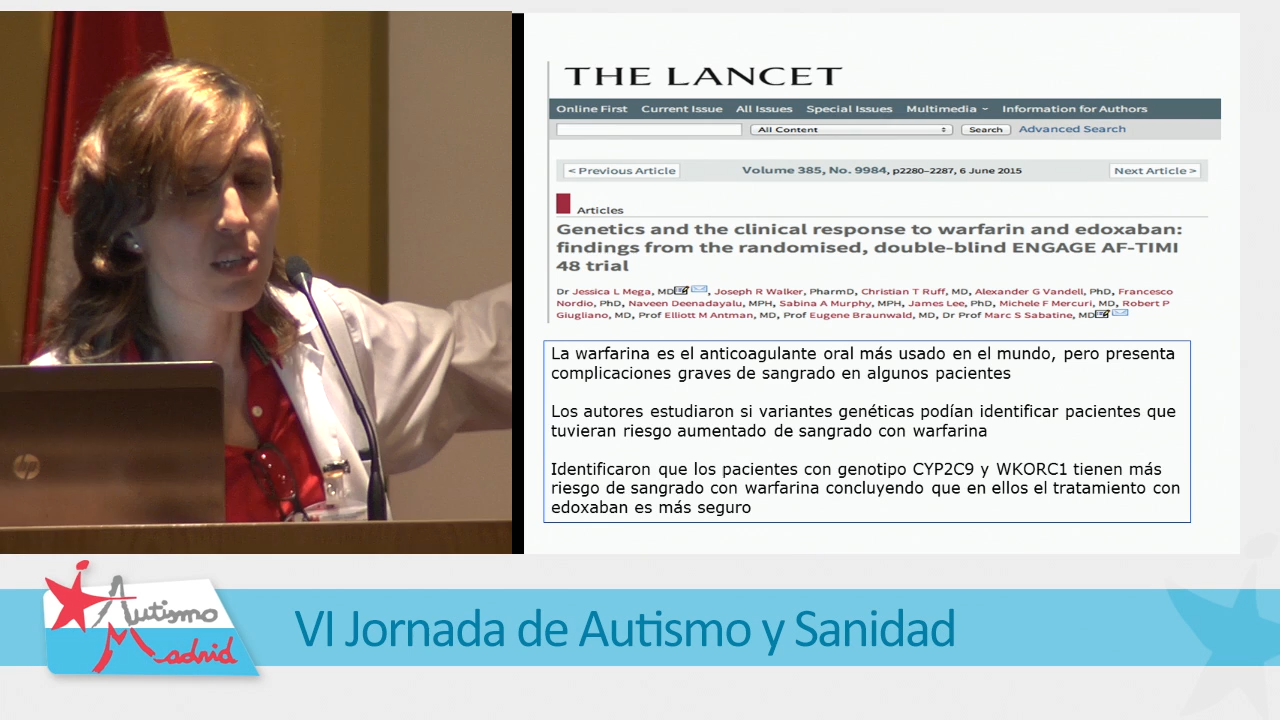 THE LANCET
Online First Current Issue All Issues Special Issues Multimedia Information for Authors
All Content Search Advanced Search
< Previous Article Volume 385, No. 9984, p2280–2287, 6 June 2015 Next Article >
Articles
Genetics and the clinical response to warfarin and edoxaban:
findings from the randomised, double-blind ENGAGE AF-TIMI
48 trial
Dr Jessica L Mega, MD, Joseph R Walker, PharmD, Christian T Ruff, MD, Alexander G Vandell, PhD, Francesco
Nordio, PhD, Naveen Deenadayalu, MPH, Sabina A Murphy, MPH, James Lee, PhD, Michele F Mercuri, MD, Robert P
Giugliano, MD, Prof Elliott M Antman, MD, Prof Eugene Braunwald, MD, Dr Prof Marc S Sabatine, MD
La warfarina es el anticoagulante oral más usado en el mundo, pero presenta
complicaciones graves de sangrado en algunos pacientes
Los autores estudiaron si variantes genéticas podían identificar pacientes que
tuvieran riesgo aumentado de sangrado con warfarina
Identificaron que los pacientes con genotipo CYP2C9 y WKORC1 tienen más
riesgo de sangrado con warfarina concluyendo que en ellos el tratamiento con
edoxaban es más seguro
hp
Autismo
Madrid
VI Jornada de Autismo y Sanidad